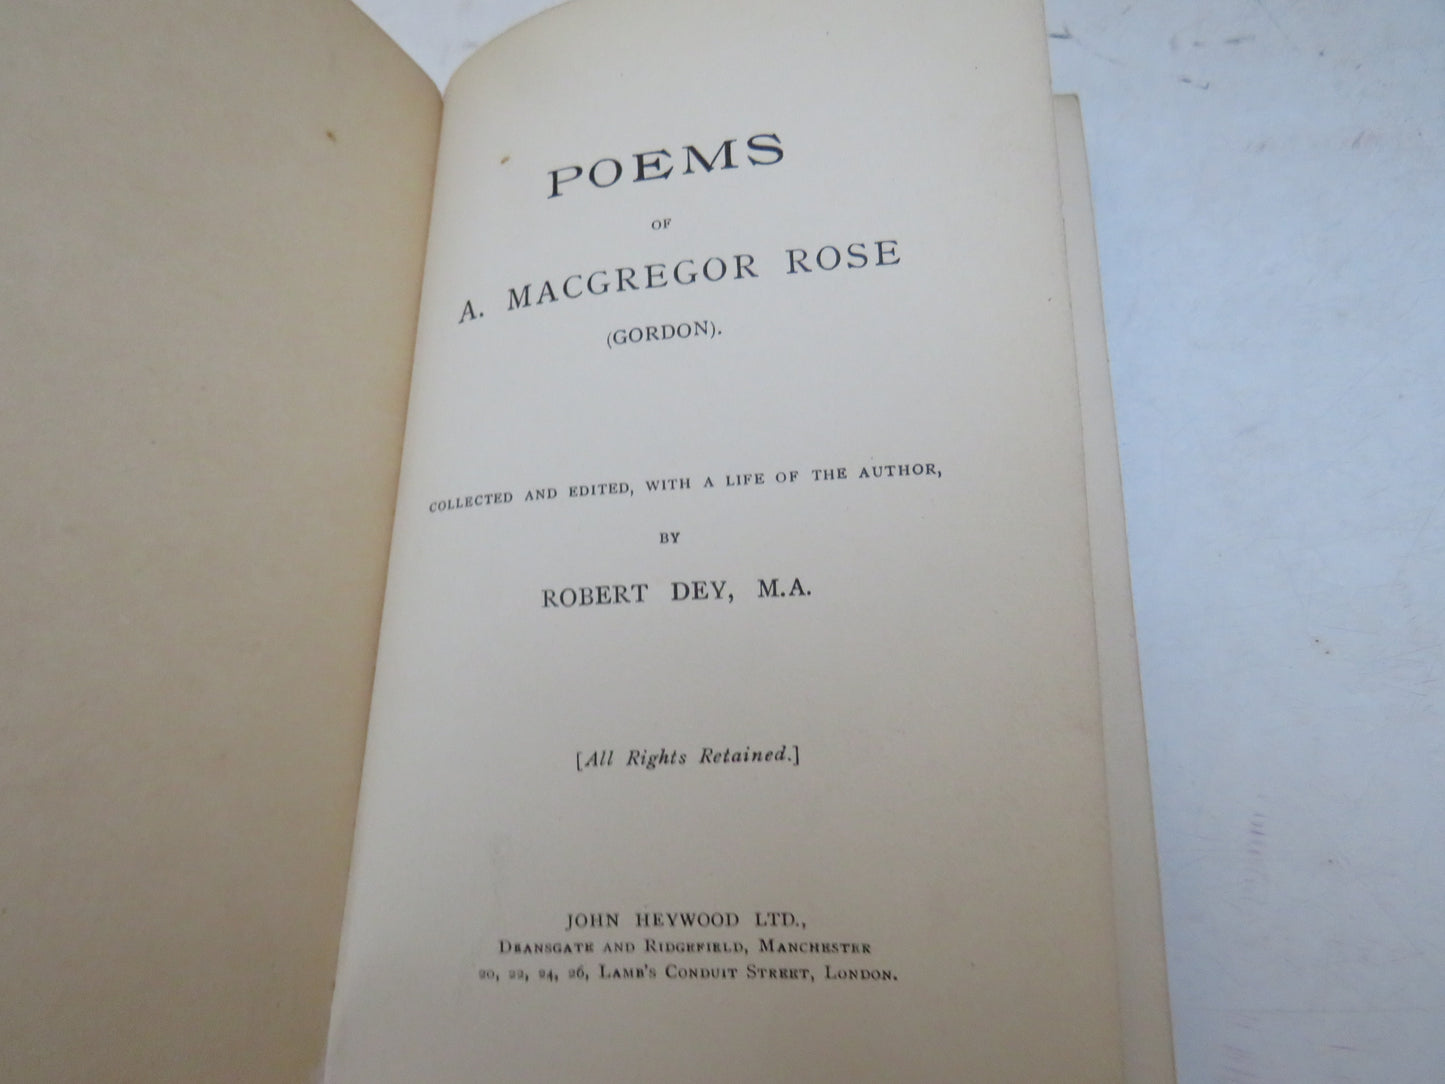 POEMS
OF
A. MACGREGOR ROSE
(GORDON).
COLLECTED AND EDITED, WITH A LIFE OF THE AUTHOR,
BY
ROBERT DEY, M.A.
[All Rights Retained.]
JOHN HEYWOOD LTD.,
DEANSGATE AND RIDGEFIELD, MANCHESTER
20, 22, 24, 26, LAMB'S CONDUIT STREET, LONDON.